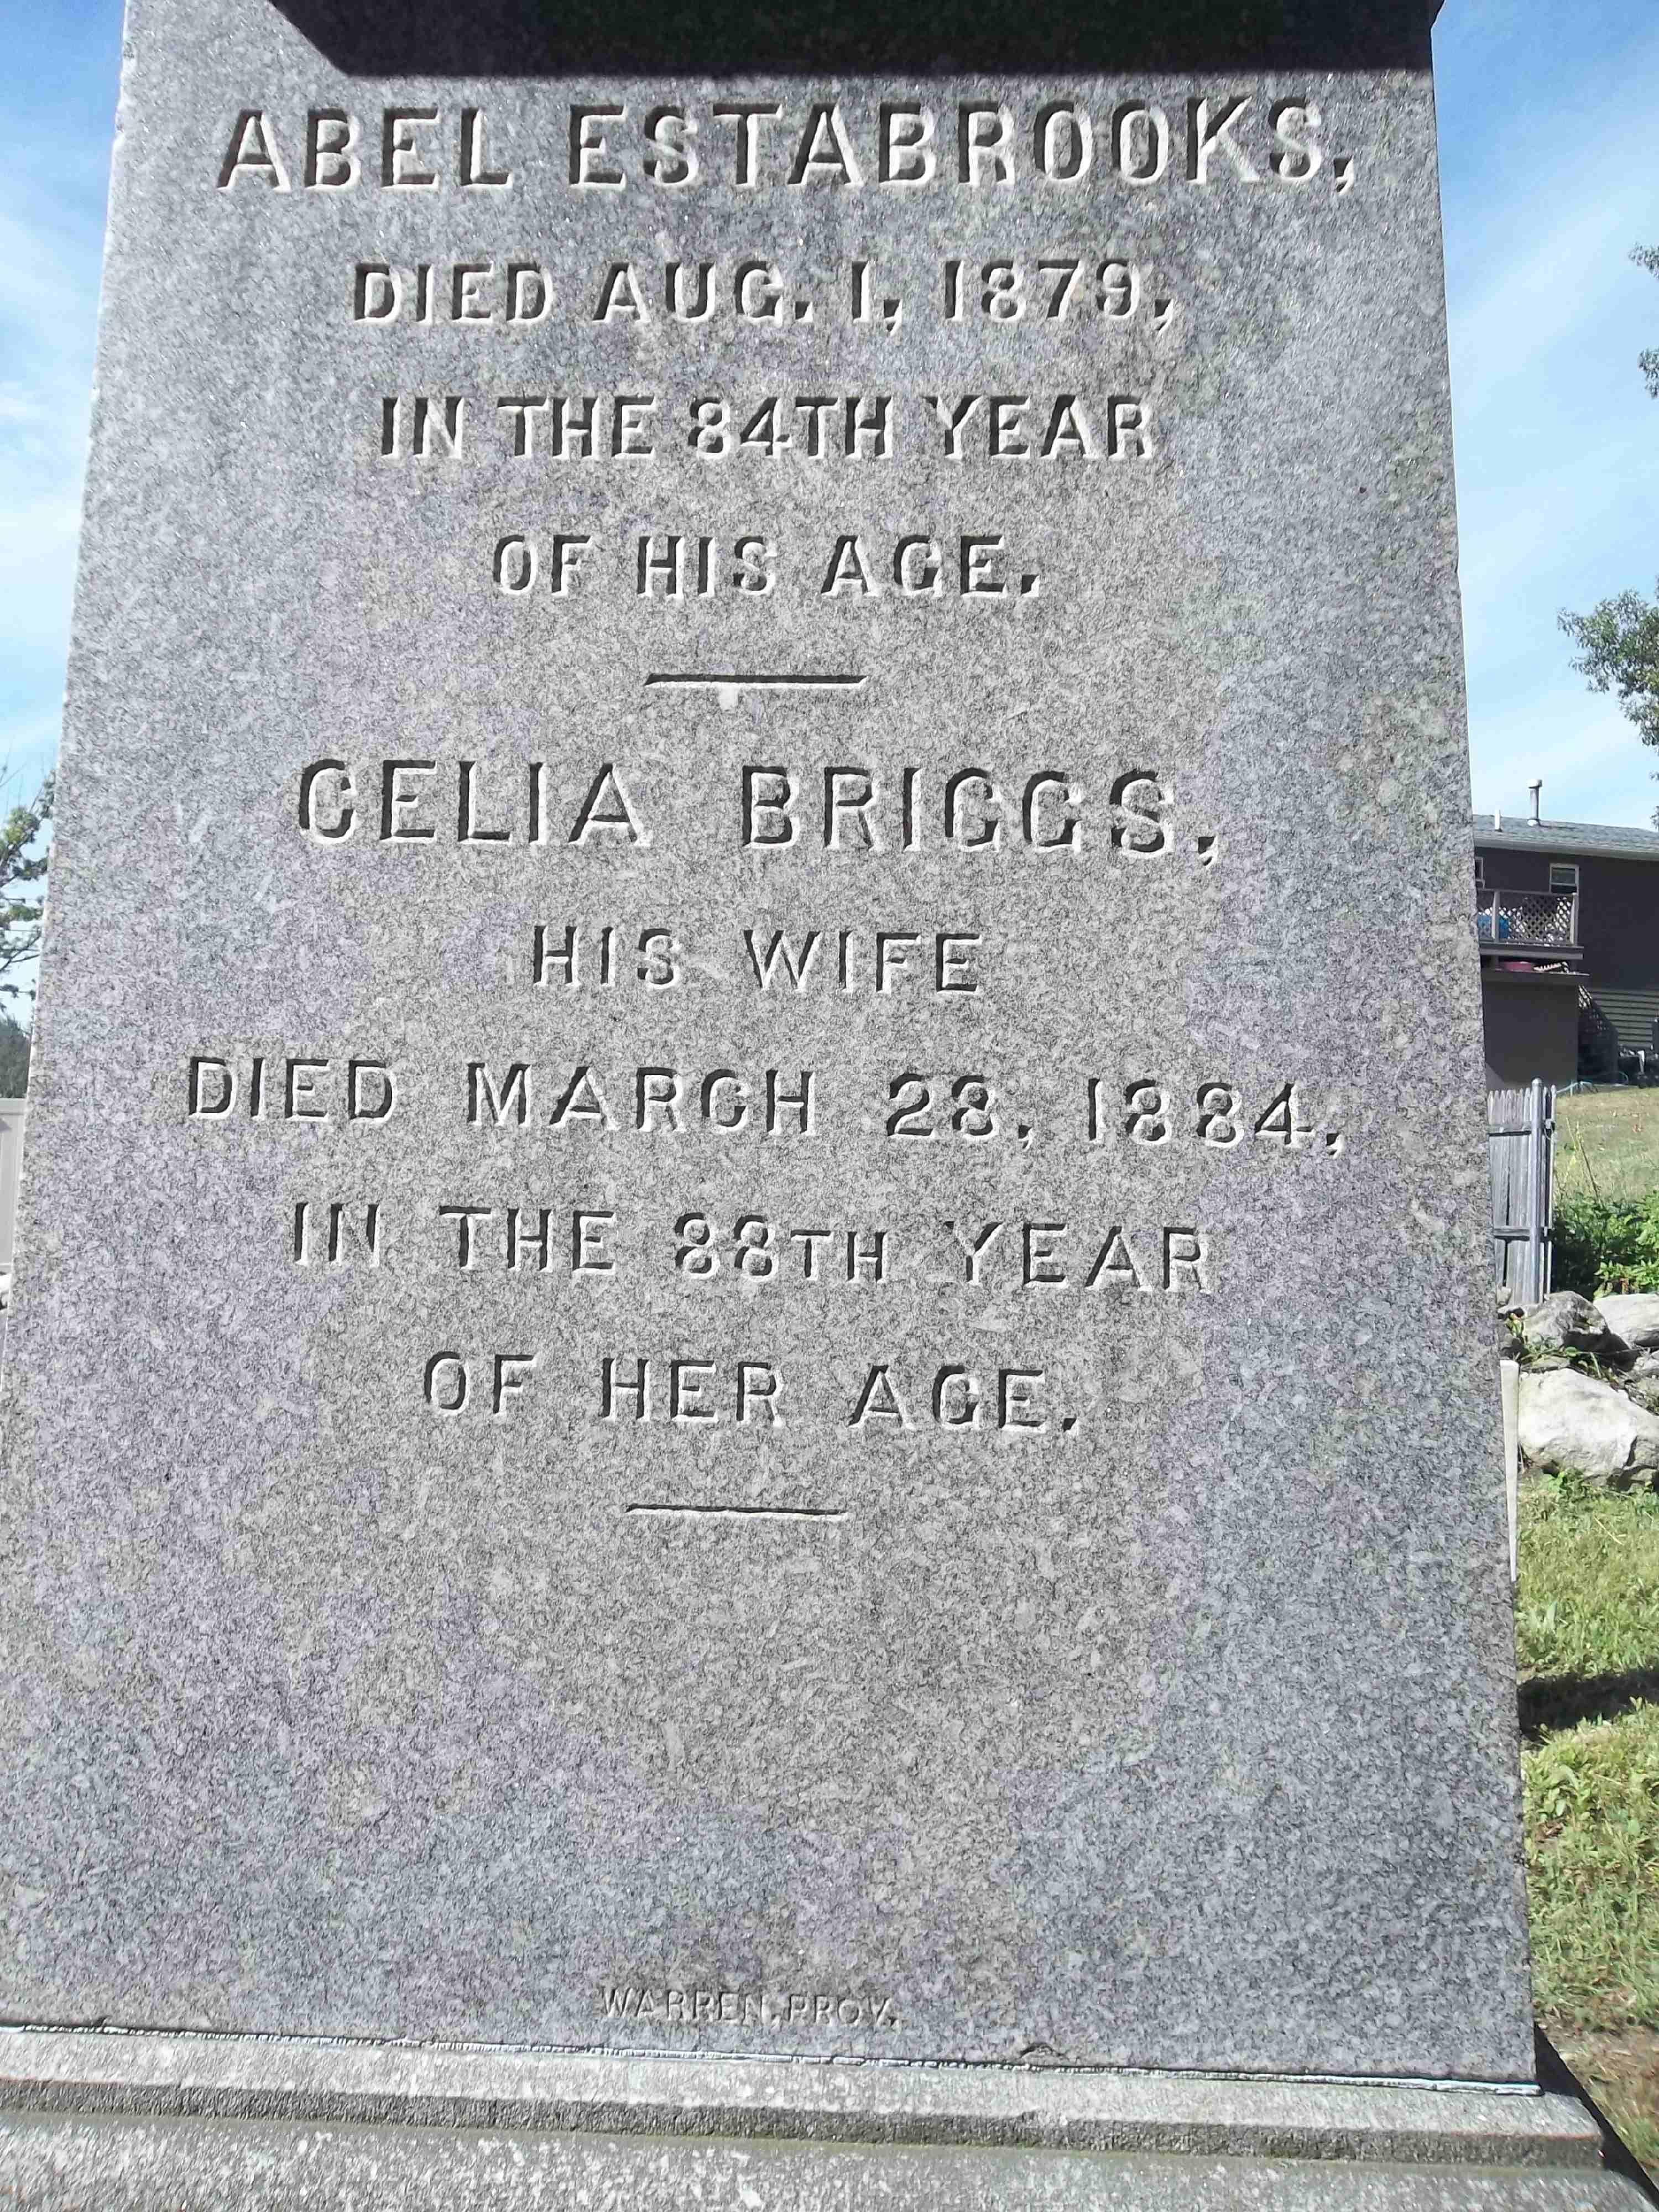 ABEL ESTABROOKS,
DIED AUG. 1, 1879,
IN THE 84TH YEAR
OF HIS AGE.
CELIA BRIGGS,
HIS WIFE
DIED MARCH 28, 1884,
IN THE 88TH YEAR
OF HER AGE.
WARREN, PROV.